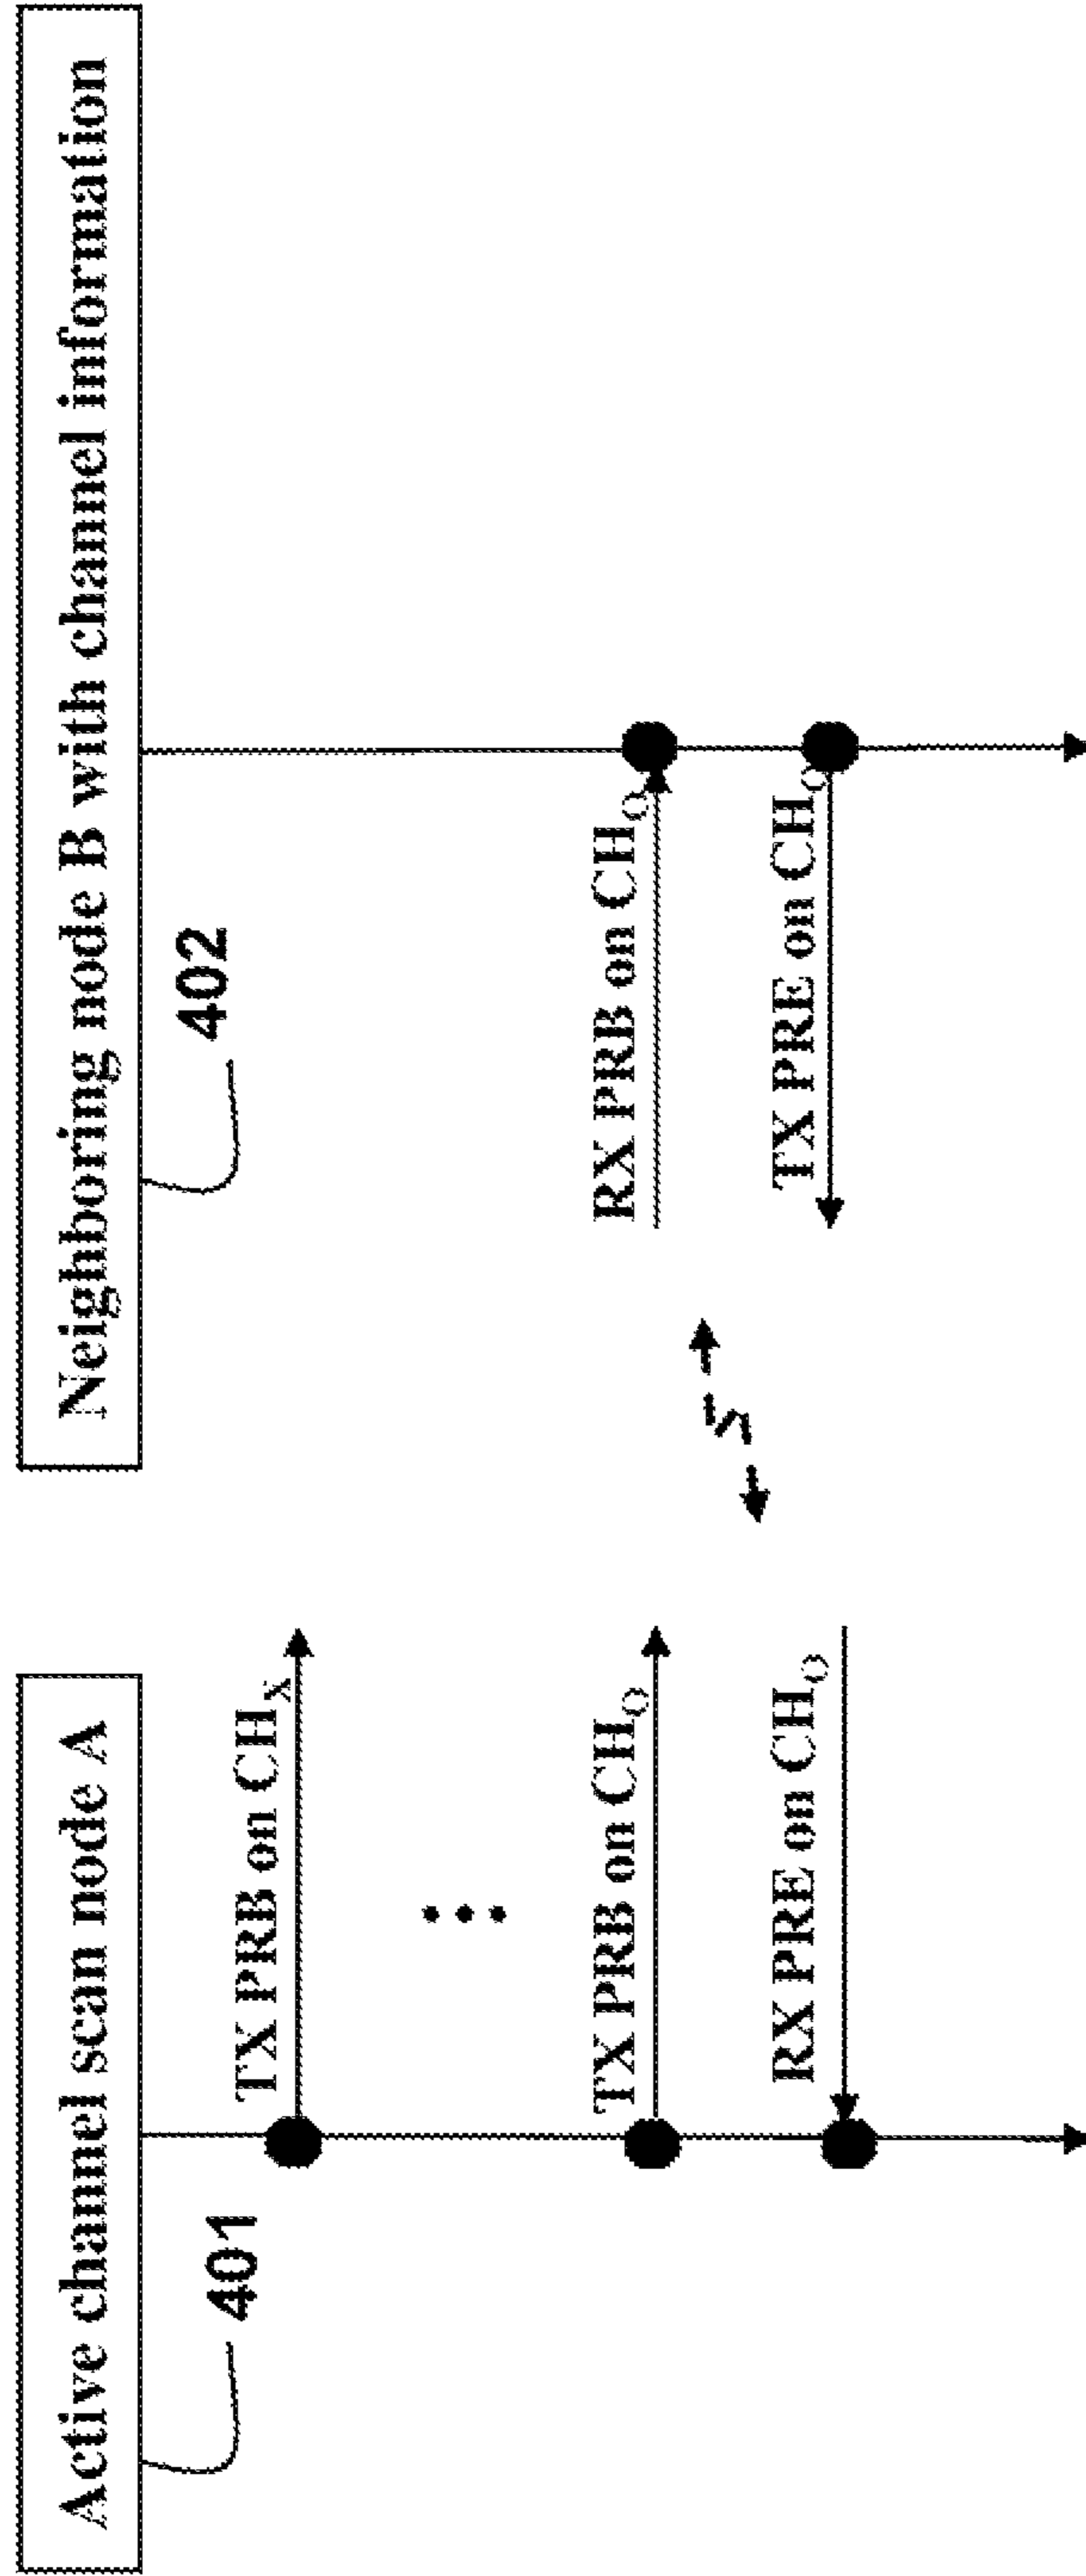 Active channel scan node A
Neighboring node B with channel information
401
402
TX PRB on CHX
...
TX PRB on CHO
RX PRB on CHO
RX PRE on CHO
TX PRE on CHO